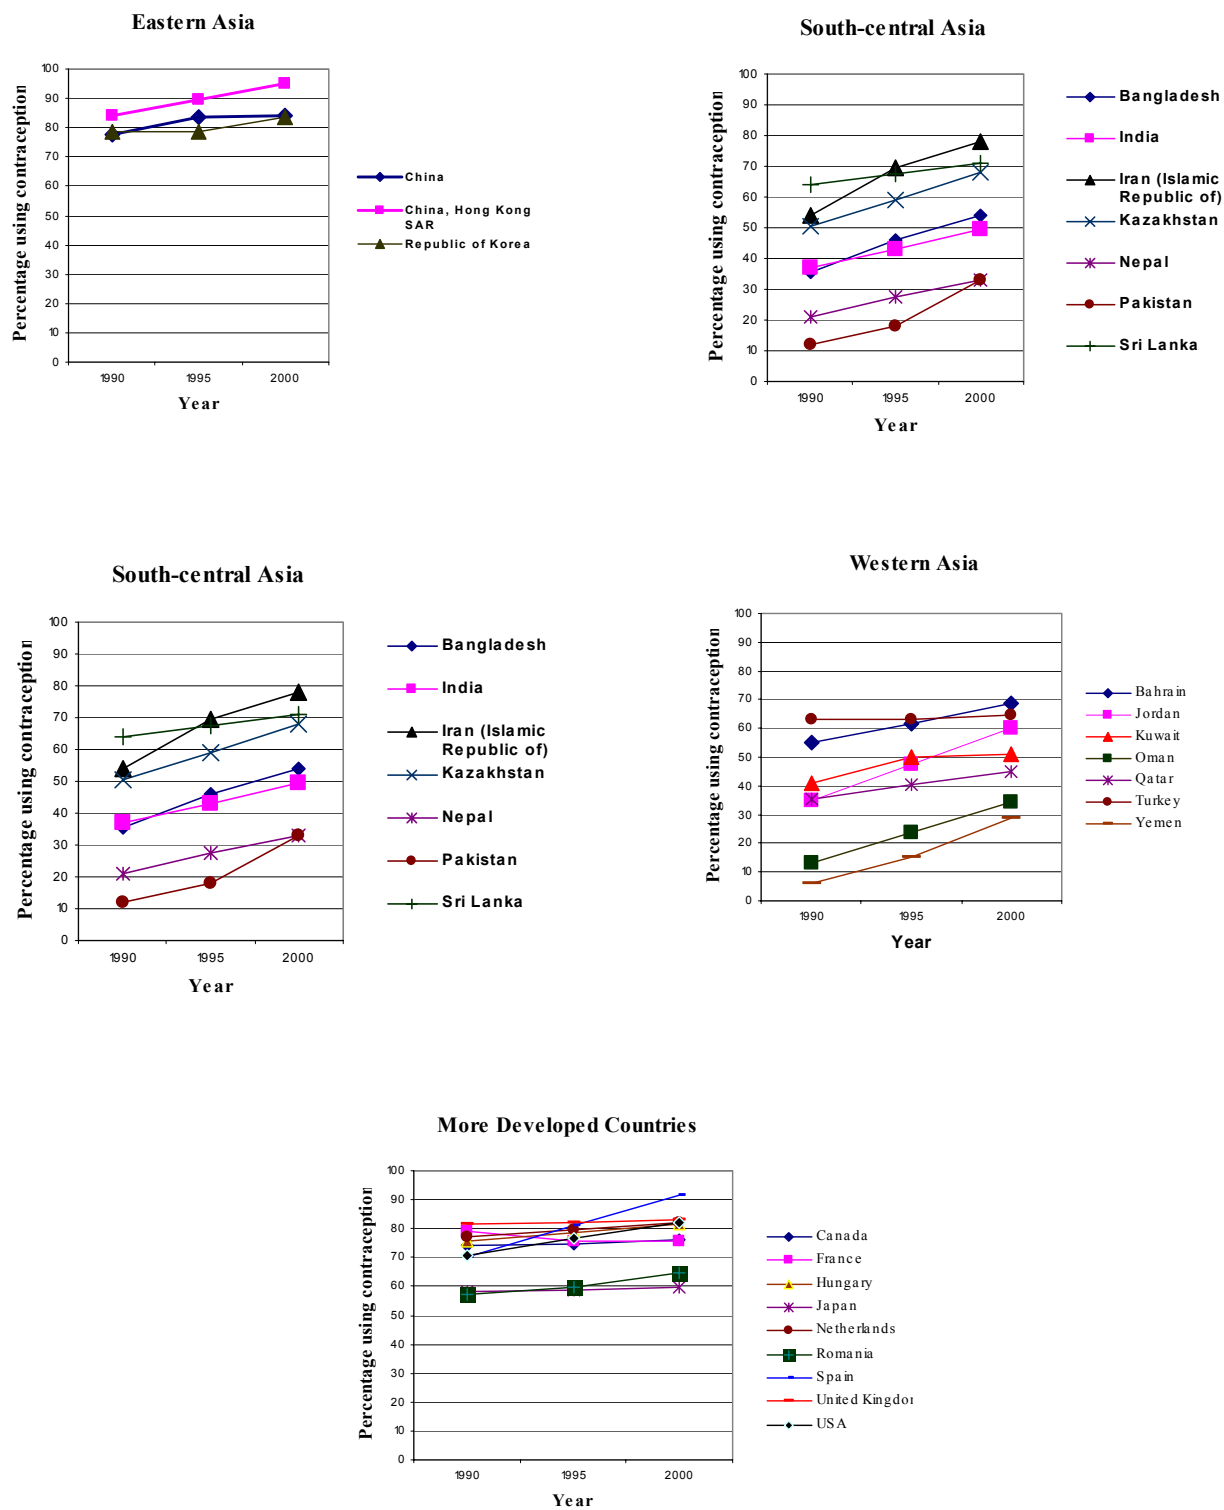 Eastern Asia
Percentage using contraception
100
90
80
70
60
50
40
30
20
10
0
1990 1995 2000
Year
China
China, Hong Kong
SAR
Republic of Korea
South-central Asia
Percentage using contraception
100
90
80
70
60
50
40
30
20
10
0
1990 1995 2000
Year
Bangladesh
India
Iran (Islamic
Republic of)
Kazakhstan
Nepal
Pakistan
Sri Lanka
South-central Asia
Percentage using contraception
100
90
80
70
60
50
40
30
20
10
0
1990 1995 2000
Year
Bangladesh
India
Iran (Islamic
Republic of)
Kazakhstan
Nepal
Pakistan
Sri Lanka
Western Asia
Percentage using contraception
100
90
80
70
60
50
40
30
20
10
0
1990 1995 2000
Year
Bahrain
Jordan
Kuwait
Oman
Qatar
Turkey
Yemen
More Developed Countries
Percentage using contraception
100
90
80
70
60
50
40
30
20
10
0
1990 1995 2000
Year
Canada
France
Hungary
Japan
Netherlands
Romania
Spain
United Kingdom
USA